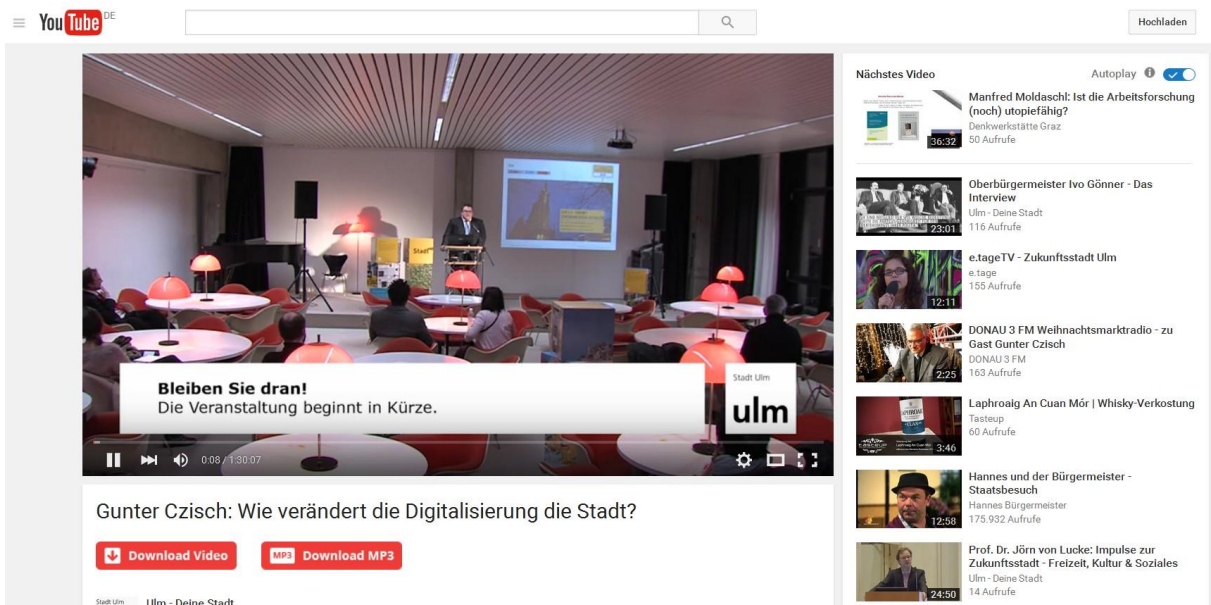 YouTube DE
Hochladen
Stadt
Bleiben Sie dran!
Die Veranstaltung beginnt in Kürze.
Stadt Ulm
ulm
0:08 / 1:30:07
Gunter Czisch: Wie verändert die Digitalisierung die Stadt?
Download Video
MP3 Download MP3
Stadt Ulm
Ulm - Deine Stadt
Nächstes Video
Autoplay
36:32
Manfred Moldaschl: Ist die Arbeitsforschung
(noch) utopiefähig?
Denkwerkstätte Graz
50 Aufrufe
23:01
Oberbürgermeister Ivo Gönner - Das
Interview
Ulm - Deine Stadt
116 Aufrufe
12:11
e.tageTV - Zukunftsstadt Ulm
e.tage
155 Aufrufe
2:25
DONAU 3 FM Weihnachtsmarktradio - zu
Gast Gunter Czisch
DONAU 3 FM
163 Aufrufe
LAPHROAIG
tasteup
3:46
Laphroaig An Cuan Mór | Whisky-Verkostung
Tasteup
60 Aufrufe
12:58
Hannes und der Bürgermeister -
Staatsbesuch
Hannes Bürgermeister
175.932 Aufrufe
24:50
Prof. Dr. Jörn von Lucke: Impulse zur
Zukunftsstadt - Freizeit, Kultur & Soziales
Ulm - Deine Stadt
14 Aufrufe